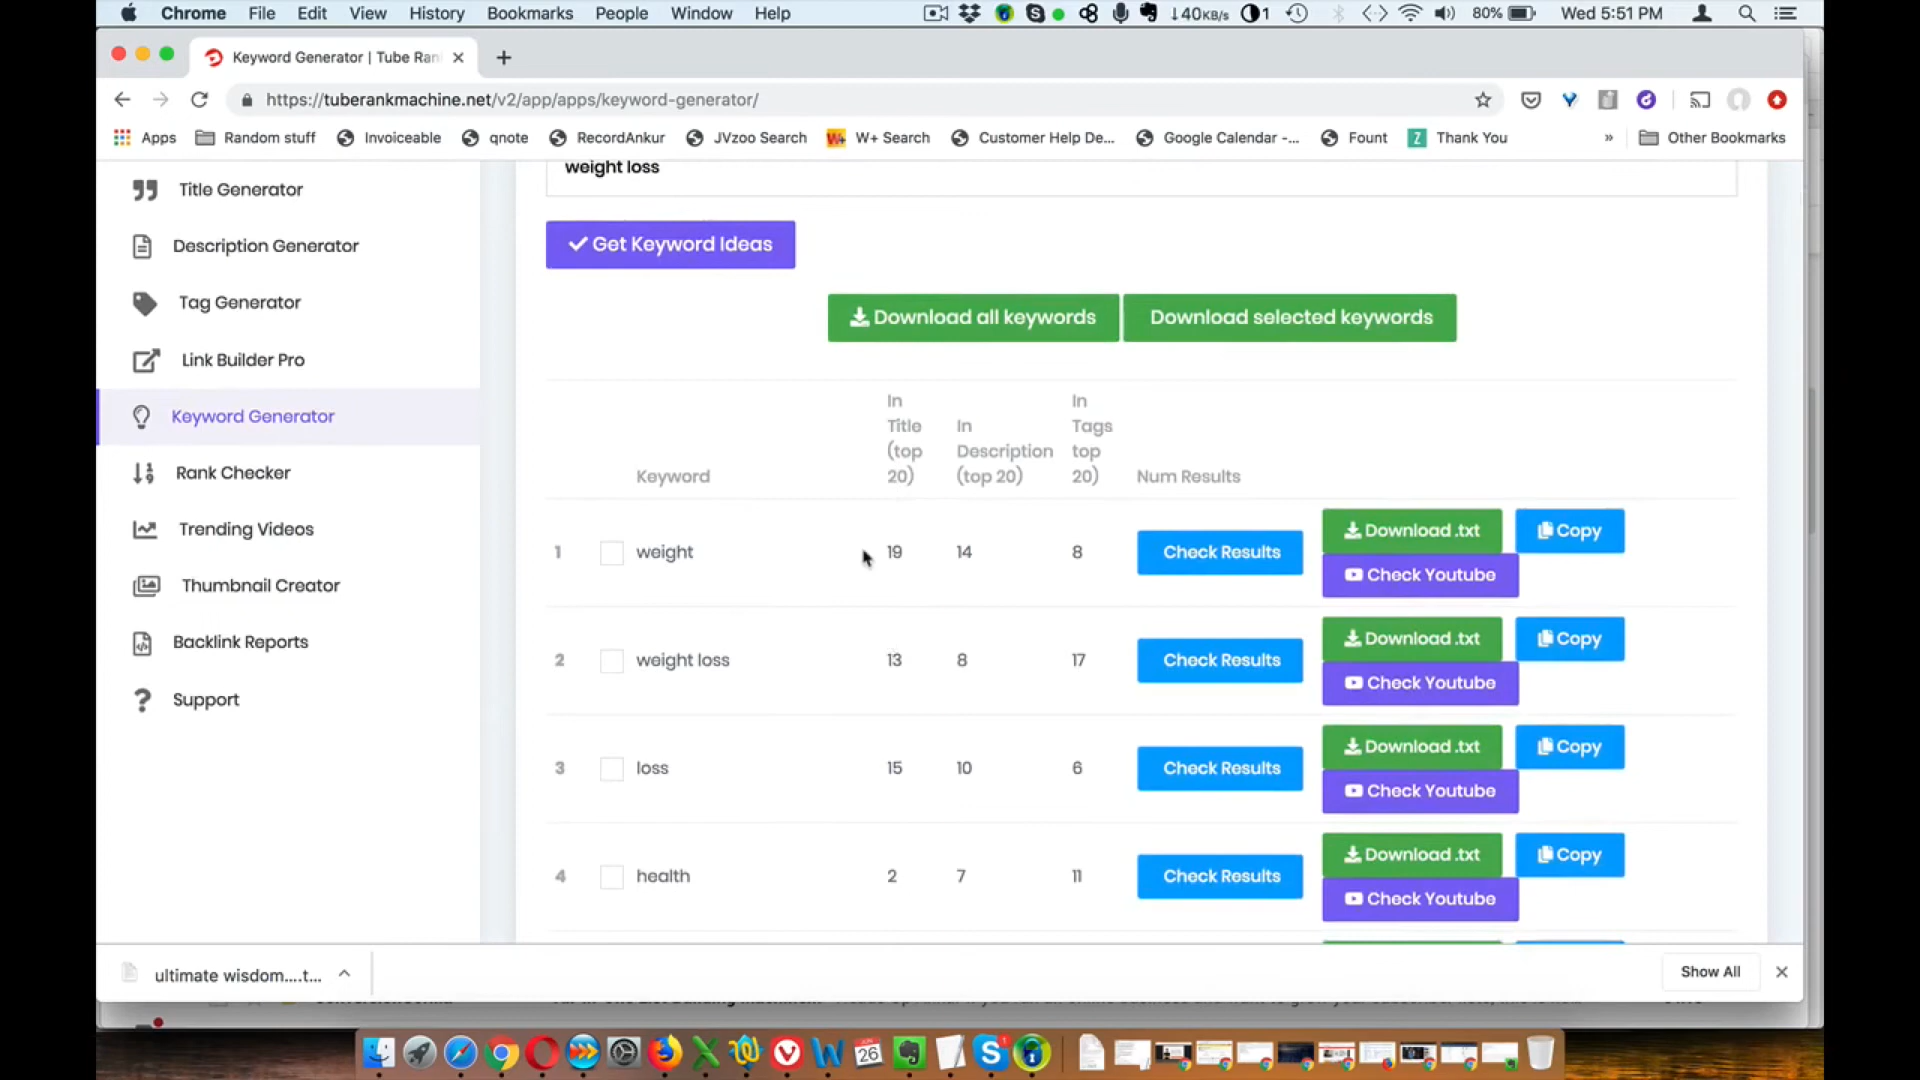 Chrome File Edit View History Bookmarks People Window Help 40KB/s 1 80% Wed 5:51 PM
Keyword Generator | Tube Ran
https://tuberankmachine.net/v2/app/apps/keyword-generator/
Apps Random stuff Invoiceable qnote RecordAnkur JVzoo Search W+ Search Customer Help De... Google Calendar -... Fount Z Thank You » Other Bookmarks
Title Generator
Description Generator
Tag Generator
Link Builder Pro
Keyword Generator
Rank Checker
Trending Videos
Thumbnail Creator
Backlink Reports
Support
weight loss
Get Keyword Ideas
Download all keywords Download selected keywords
Keyword In Title (top 20) In Description (top 20) In Tags top 20) Num Results
1 weight 19 14 8 Check Results Download .txt Copy
Check Youtube
2 weight loss 13 8 17 Check Results Download .txt Copy
Check Youtube
3 loss 15 10 6 Check Results Download .txt Copy
Check Youtube
4 health 2 7 11 Check Results Download .txt Copy
Check Youtube
ultimate wisdom....t... Show All
JUN
26